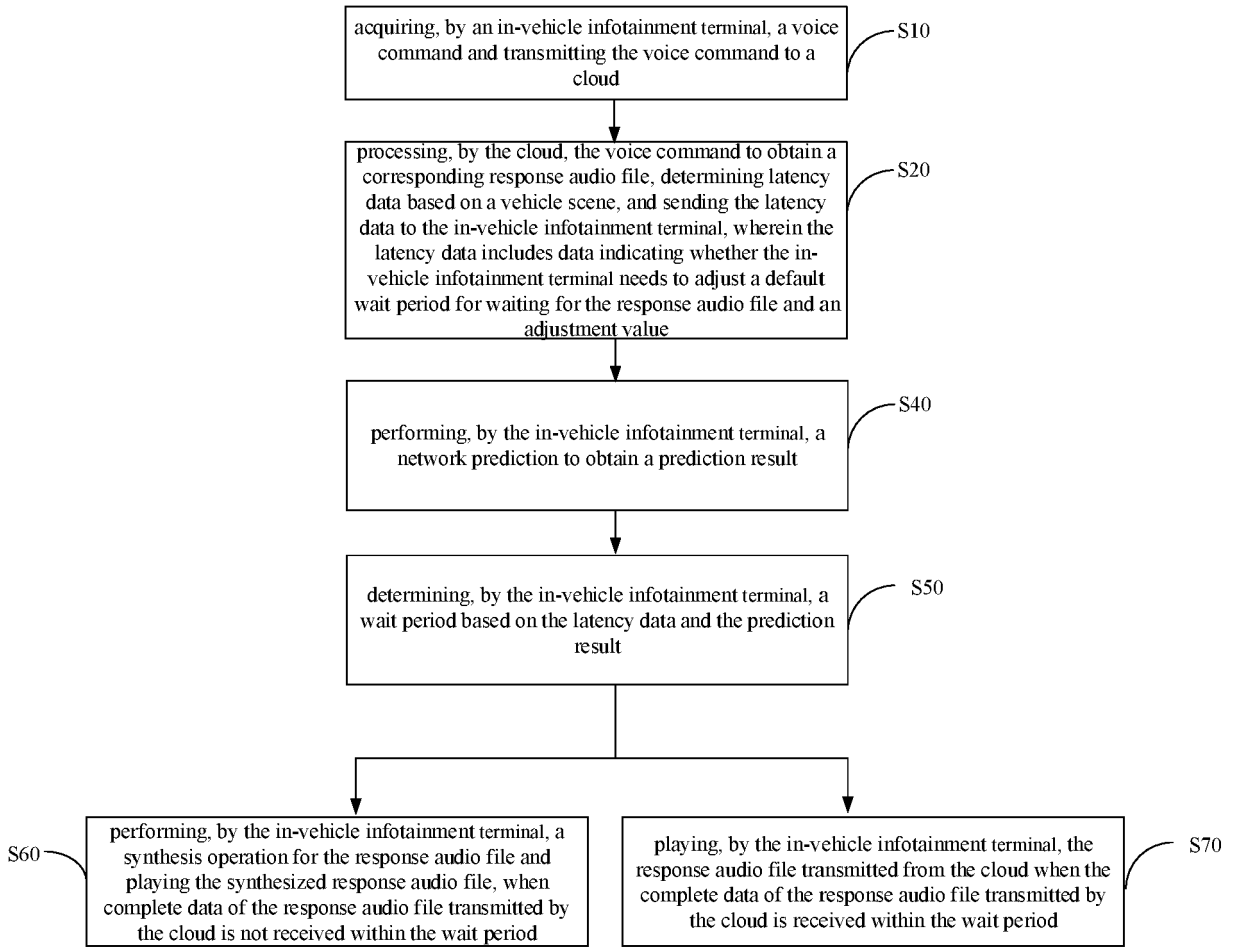 acquiring, by an in-vehicle infotainment terminal, a voice
command and transmitting the voice command to a
cloud
S10
processing, by the cloud, the voice command to obtain a
corresponding response audio file, determining latency
data based on a vehicle scene, and sending the latency
data to the in-vehicle infotainment terminal, wherein the
latency data includes data indicating whether the in-
vehicle infotainment terminal needs to adjust a default
wait period for waiting for the response audio file and an
adjustment value
S20
performing, by the in-vehicle infotainment terminal, a
network prediction to obtain a prediction result
S40
determining, by the in-vehicle infotainment terminal, a
wait period based on the latency data and the prediction
result
S50
performing, by the in-vehicle infotainment terminal, a
synthesis operation for the response audio file and
playing the synthesized response audio file, when
complete data of the response audio file transmitted by
the cloud is not received within the wait period
S60
playing, by the in-vehicle infotainment terminal, the
response audio file transmitted from the cloud when the
complete data of the response audio file transmitted by
the cloud is received within the wait period
S70